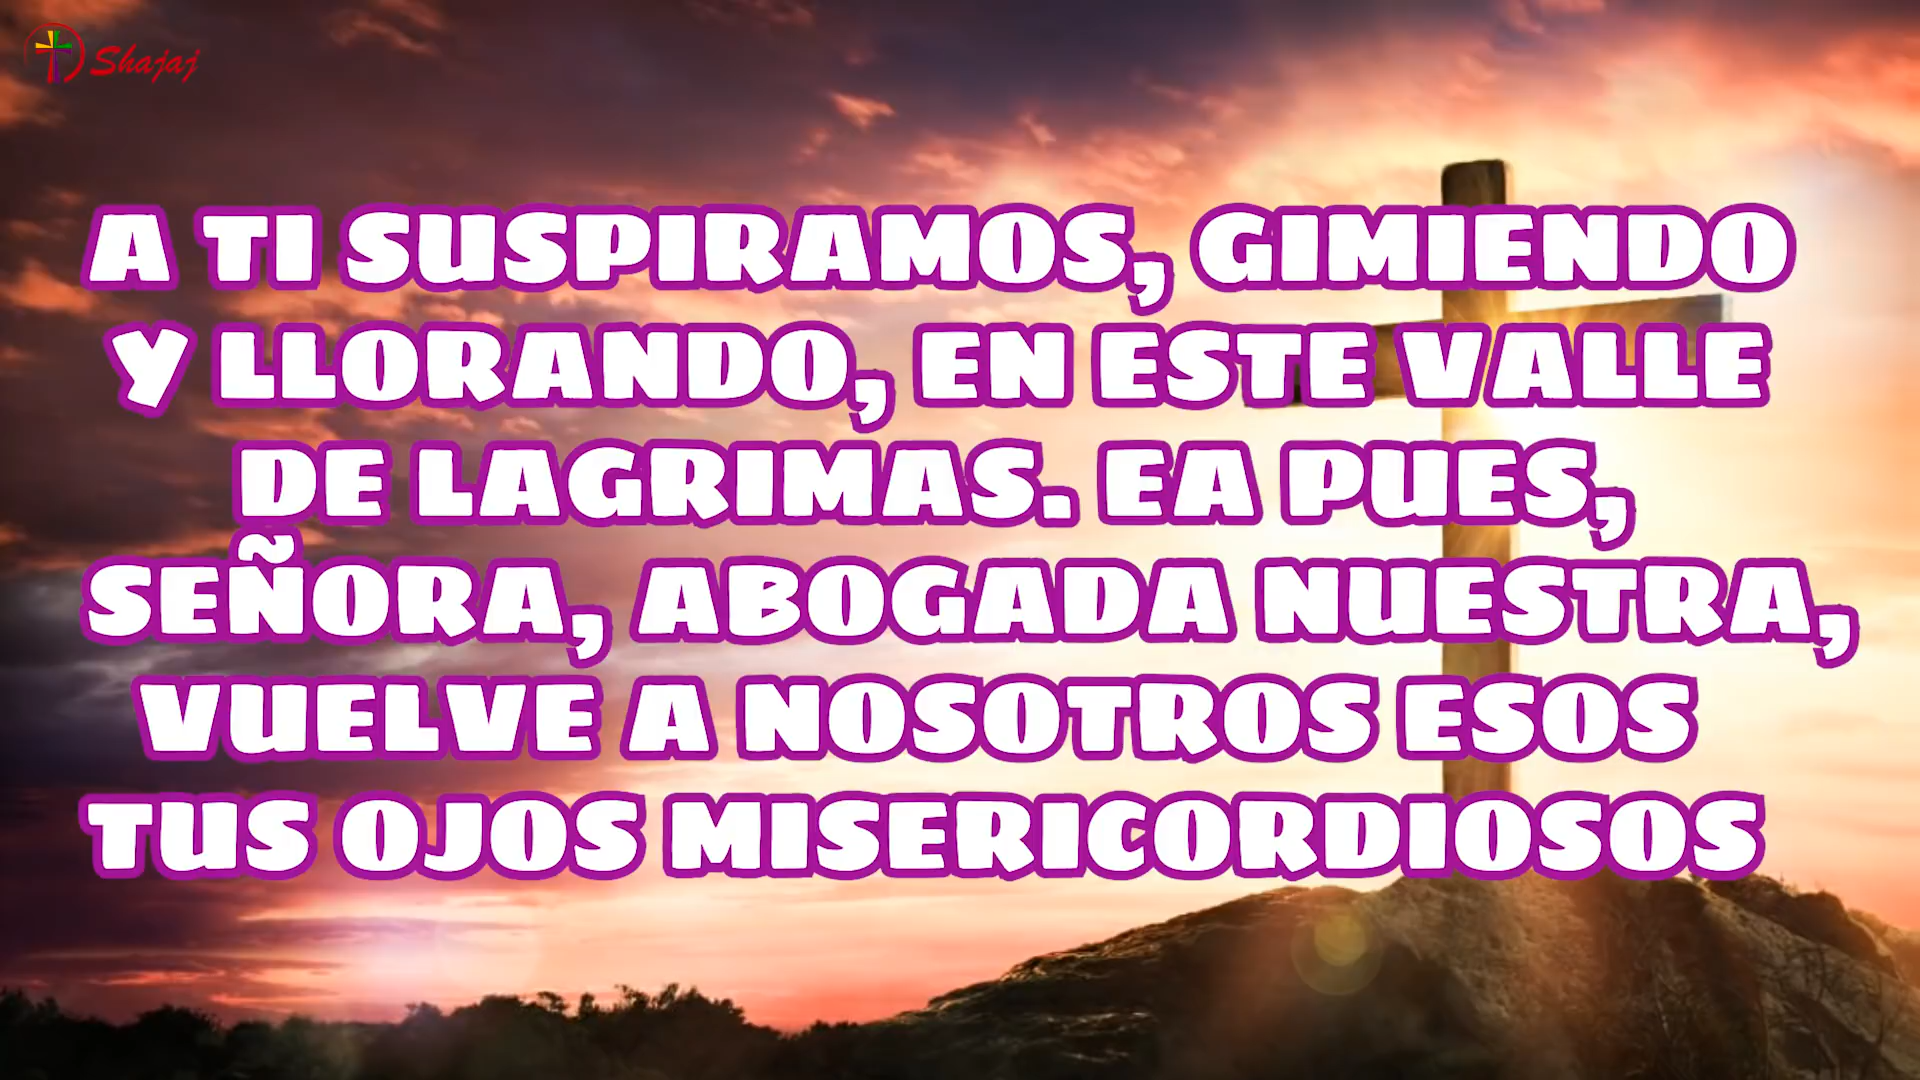 Shajaj
A TI SUSPIRAMOS, GIMIENDO
Y LLORANDO, EN ESTE VALLE
DE LAGRIMAS. EA PUES,
SEÑORA, ABOGADA NUESTRA,
VUELVE A NOSOTROS ESOS
TUS OJOS MISERICORDIOSOS